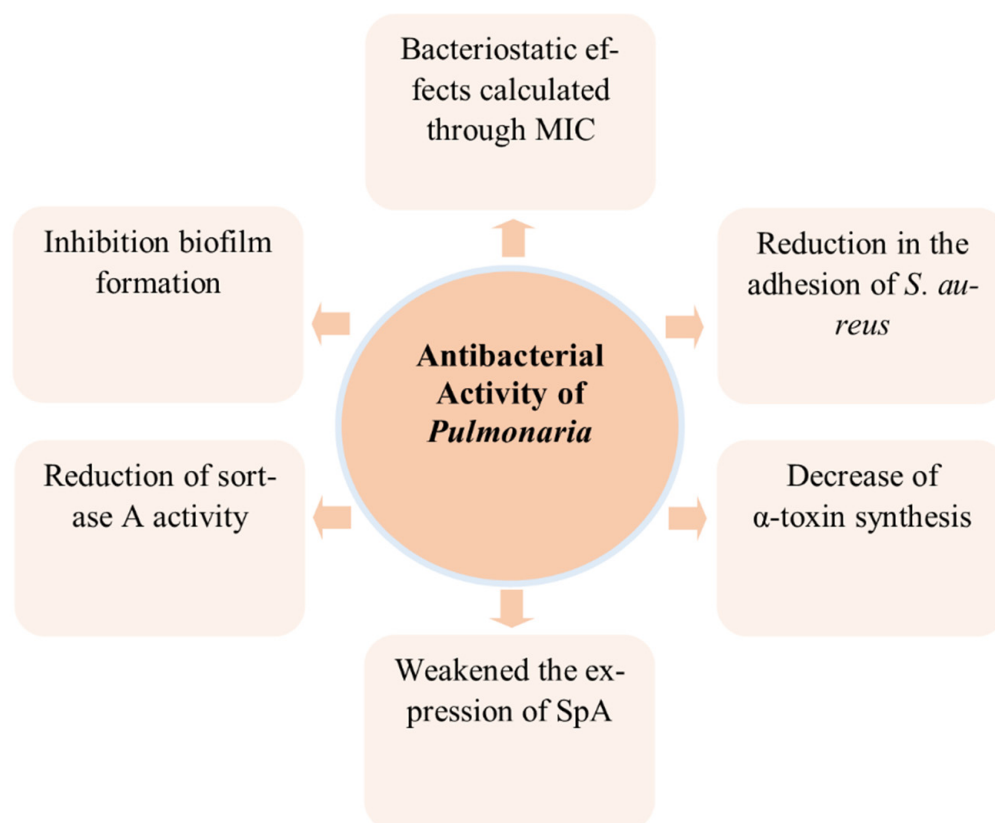 Bacteriostatic ef-
fects calculated
through MIC
Inhibition biofilm
formation
Reduction in the
adhesion of S. au-
reus
Antibacterial
Activity of
Pulmonaria
Reduction of sort-
ase A activity
Decrease of
α-toxin synthesis
Weakened the ex-
pression of SpA